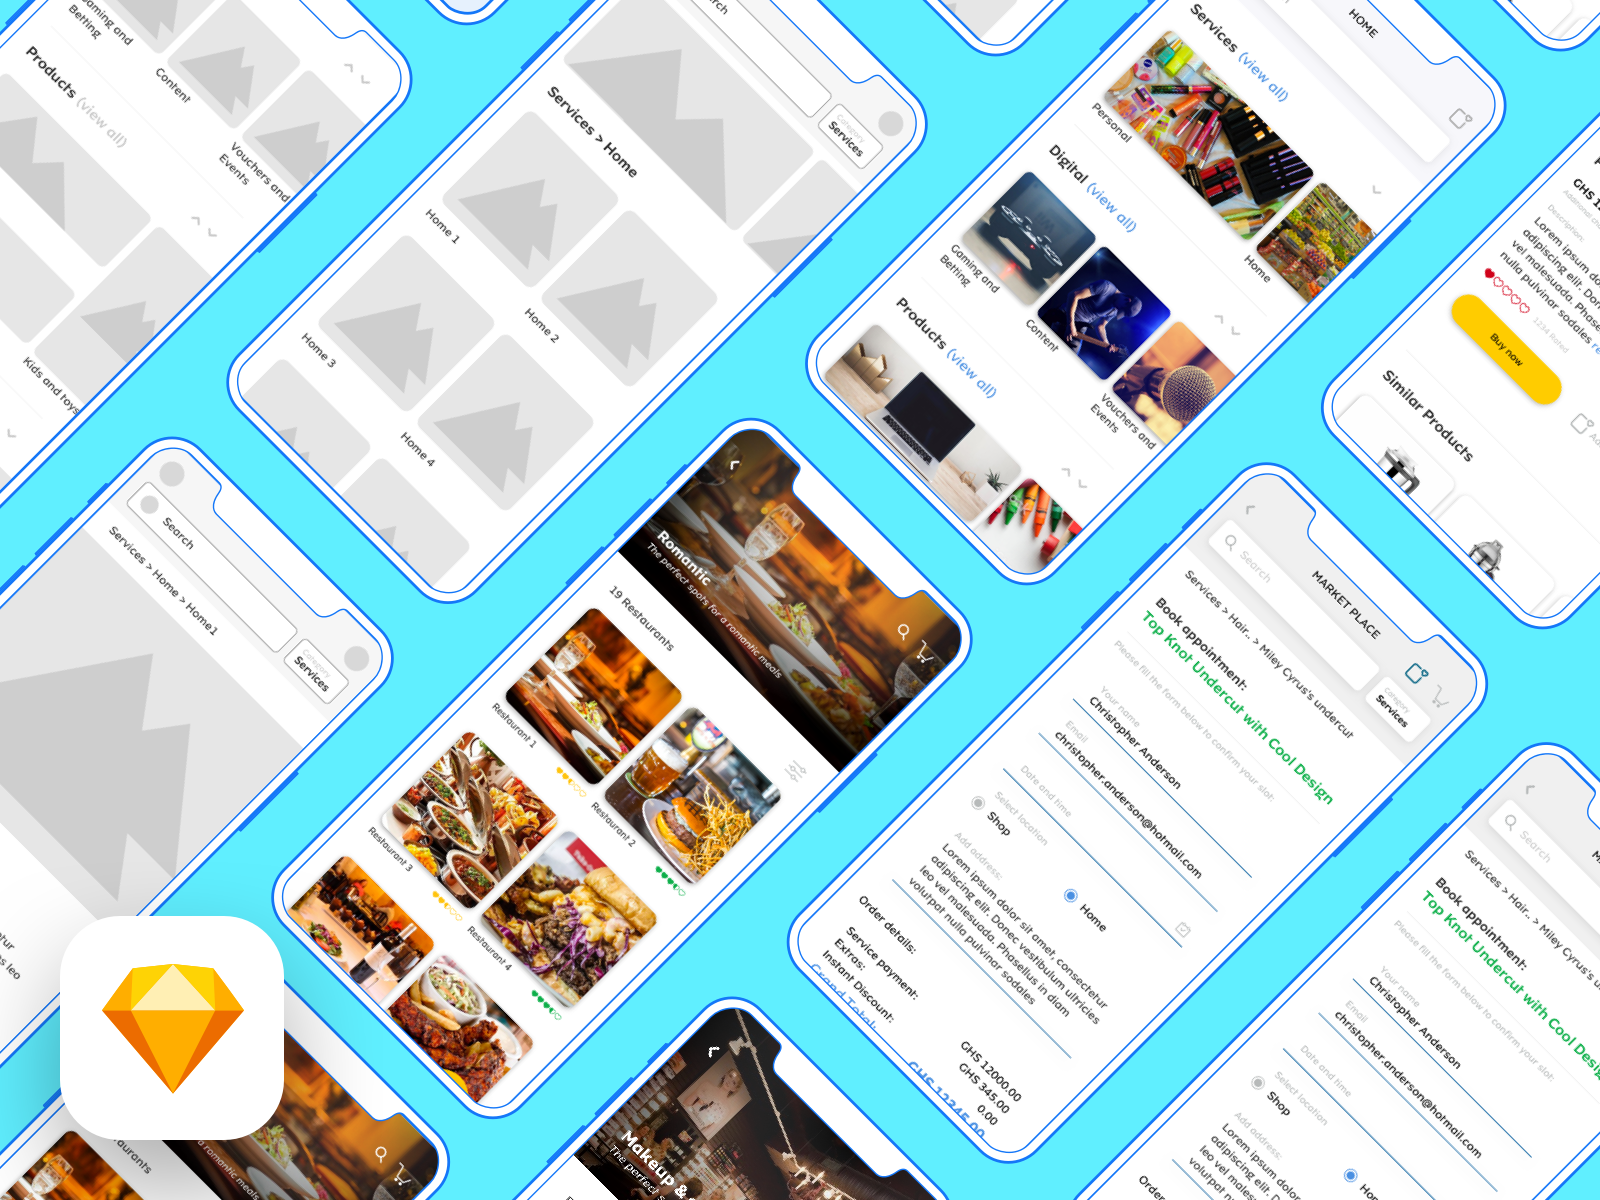 Gaming and
Betting
Content
Products (view all)
Vouchers and
Events
Kids and toys
Services > Home
Category
Services
Home 1
Home 2
Home 3
Home 4
HOME
Services (view all)
Personal
Home
Digital (view all)
Gaming and
Betting
Content
Vouchers and
Events
Products (view all)
Description:
Lorem ipsum
adipiscing elit. Don
vel malesuada. Phase
nulla pulvinar sodales
1234 Rated
Buy now
Similar Products
Search
Category
Services
Services > Home > Home1
Romantic
The perfect spots for a romantic meals
19 Restaurants
Restaurant 1
Restaurant 2
Restaurant 3
Restaurant 4
MARKET PLACE
Search
Category
Services
Services > Hair.. > Miley Cyrus's undercut
Book appointment:
Top Knot Undercut with Cool Design
Please fill the form below to confirm your slot.
Your name
Christopher Anderson
Email
christopher.anderson@hotmail.com
Date and time
Select location
Shop
Home
Add address:
Lorem ipsum dolor sit amet, consectetur
adipiscing elit. Donec vestibulum ultricies
leo vel malesuada. Phasellus in diam
volutpat nulla pulvinar sodales
Order details:
Service payment:
GHS 12000.00
Extras:
GHS 345.00
Instant Discount:
0.00
Grand Total:
GHS 12345.00
Search
Services > Hair.. > Miley Cyrus's u
Book appointment:
Top Knot Undercut with Cool Desig
Please fill the form below to confirm your slot.
Your name
Christopher Anderson
Email
christopher.anderson@hotmail.com
Date and time
Select location
Shop
Home
Add address:
Lorem ipsum dolor
adipiscing elit.
leo vel malesuada
volutpat
Order
a romantic meals
Makeup &
The perfect